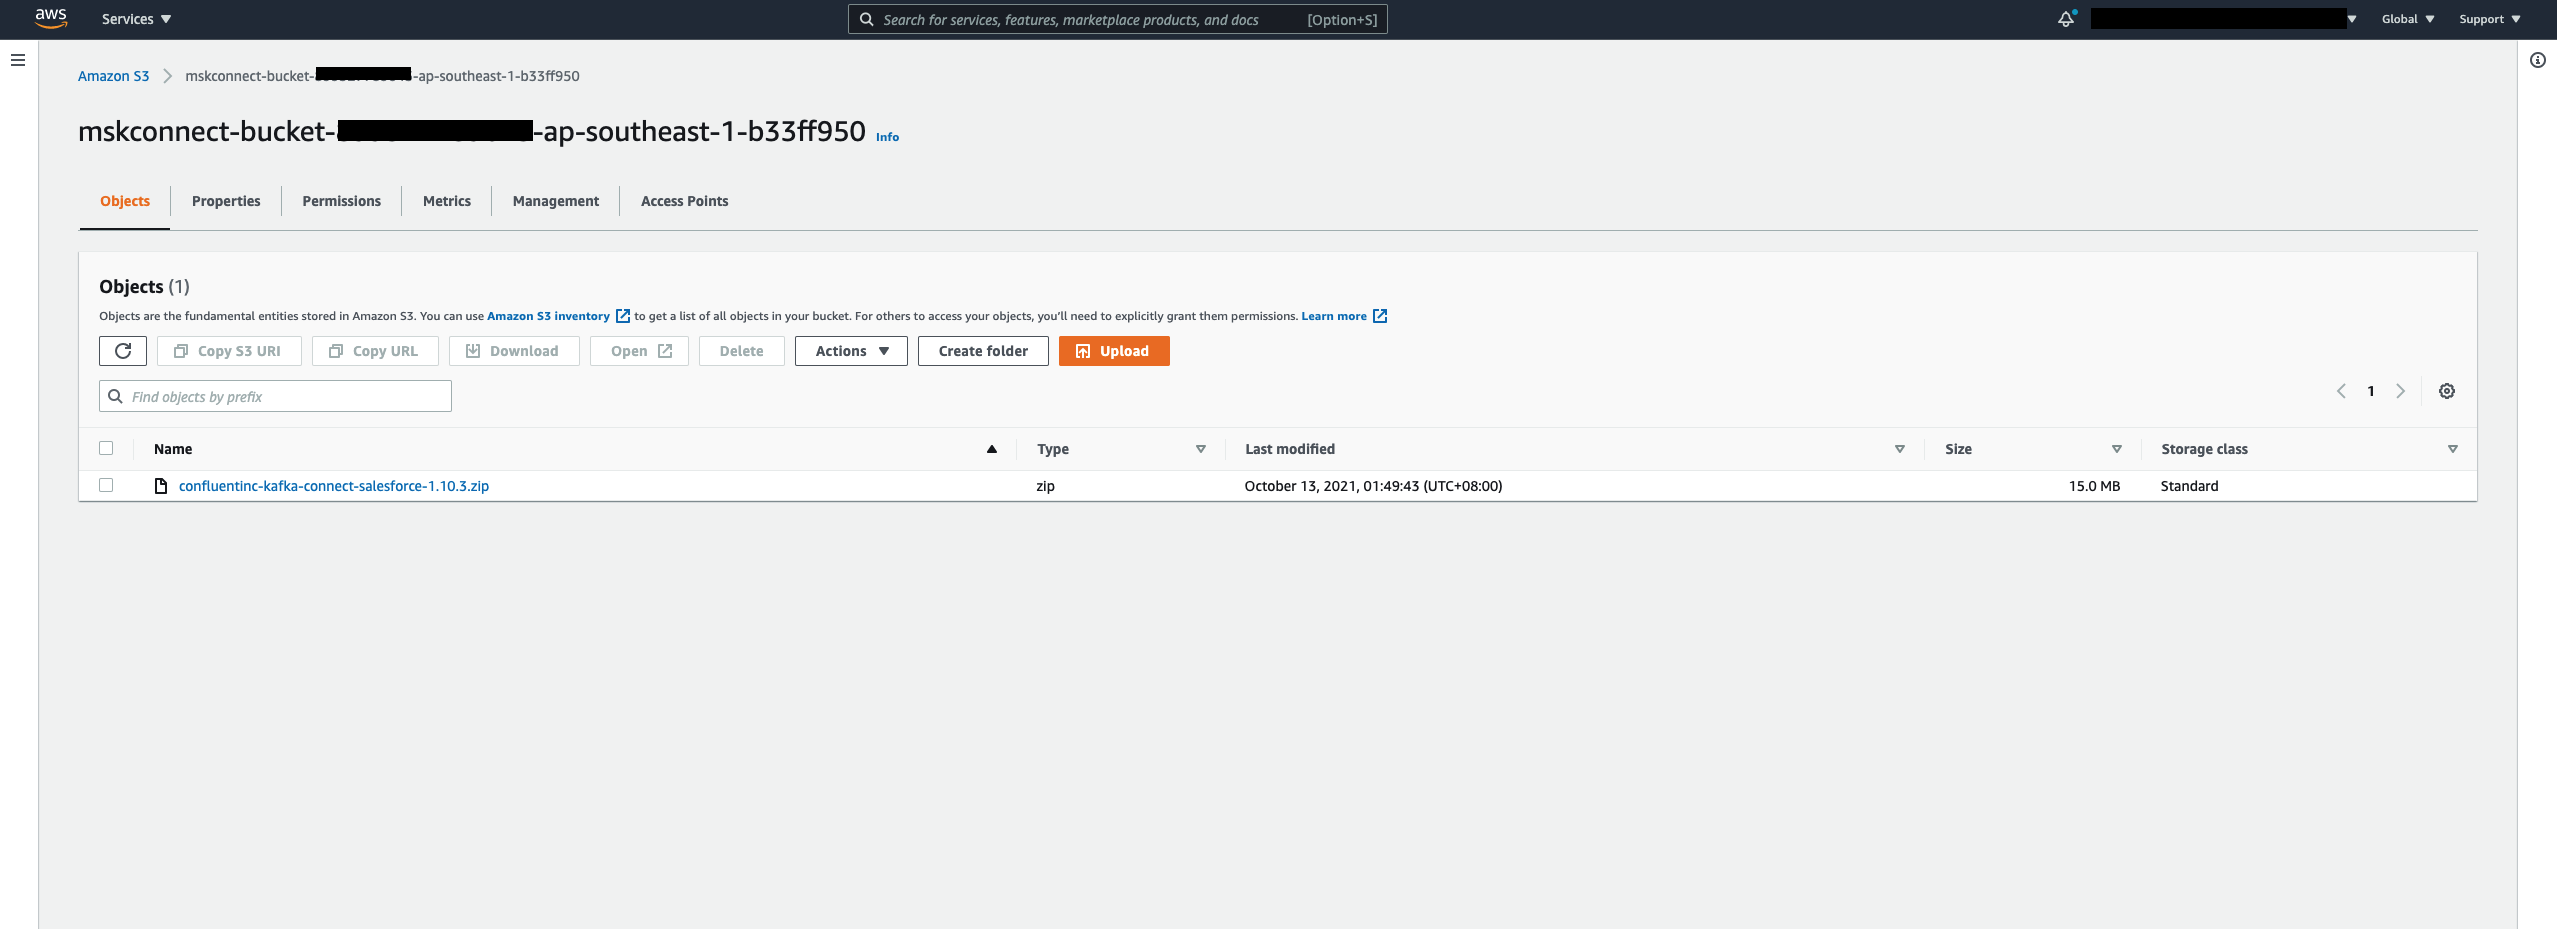 aws Services Search for services, features, marketplace products, and docs [Option+S] Global Support
Amazon S3 mskconnect-bucket- -ap-southeast-1-b33ff950
mskconnect-bucket- -ap-southeast-1-b33ff950 Info
Objects Properties Permissions Metrics Management Access Points
Objects (1)
Objects are the fundamental entities stored in Amazon S3. You can use Amazon S3 inventory to get a list of all objects in your bucket. For others to access your objects, you'll need to explicitly grant them permissions. Learn more
Copy S3 URI Copy URL Download Open Delete Actions Create folder Upload
Find objects by prefix 1
Name Type Last modified Size Storage class
confluentinc-kafka-connect-salesforce-1.10.3.zip zip October 13, 2021, 01:49:43 (UTC+08:00) 15.0 MB Standard